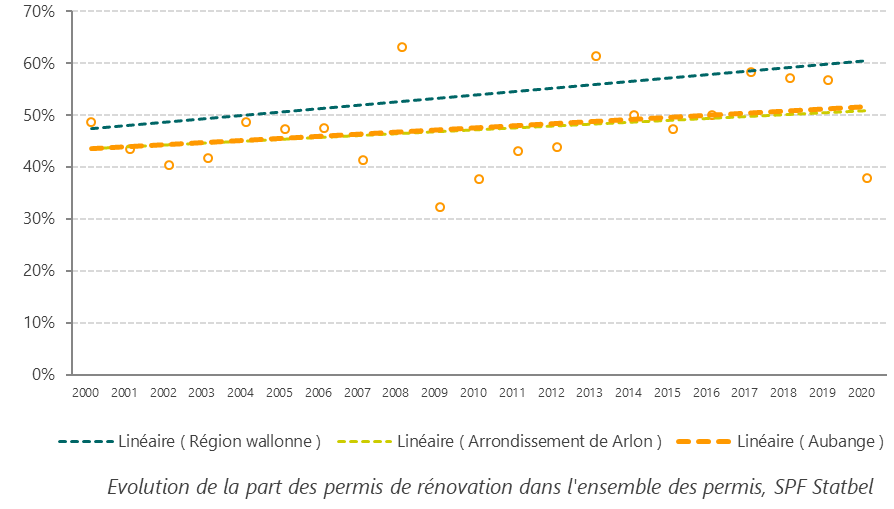 70%
60%
50%
40%
30%
20%
10%
0%
2000 2001 2002 2003 2004 2005 2006 2007 2008 2009 2010 2011 2012 2013 2014 2015 2016 2017 2018 2019 2020
Linéaire ( Région wallonne ) Linéaire ( Arrondissement de Arlon ) Linéaire ( Aubange )
Evolution de la part des permis de rénovation dans l'ensemble des permis, SPF Statbel